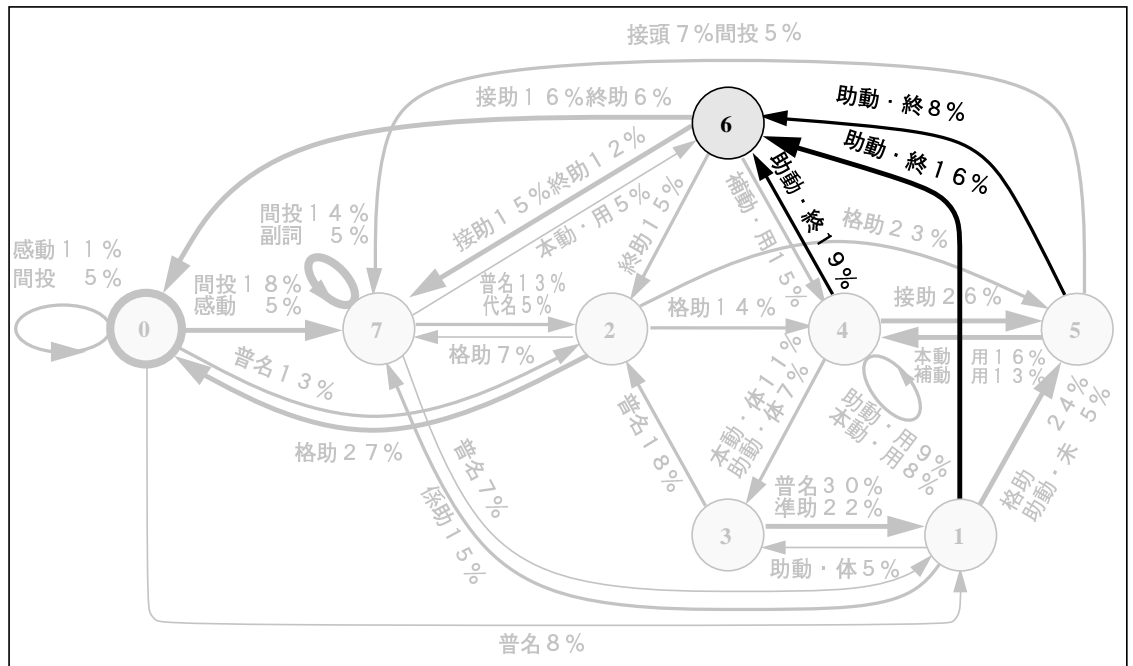 接頭７%間投５%
接助１６%終助６%
助動・終８%
6
助動・終１６%
接助１５%終助１２%
本動・用５%
終助１５%
補動・用１５%
助動・終１９%
格助２３%
間投１４%
副詞　５%
感動１１%
間投　５%
間投１８%
感動　５%
普名１３%
代名５%
格助１４%
接助２６%
0
7
2
4
5
格助７%
本動　用１６%
補動　用１３%
普名１３%
格助２７%
普名１８%
本動・体１１%
助動・体７%
助動・用９%
本動・用８%
格助　２４%
助動・未　５%
普名７%
係助１５%
普名３０%
準助２２%
3
1
助動・体５%
普名８%